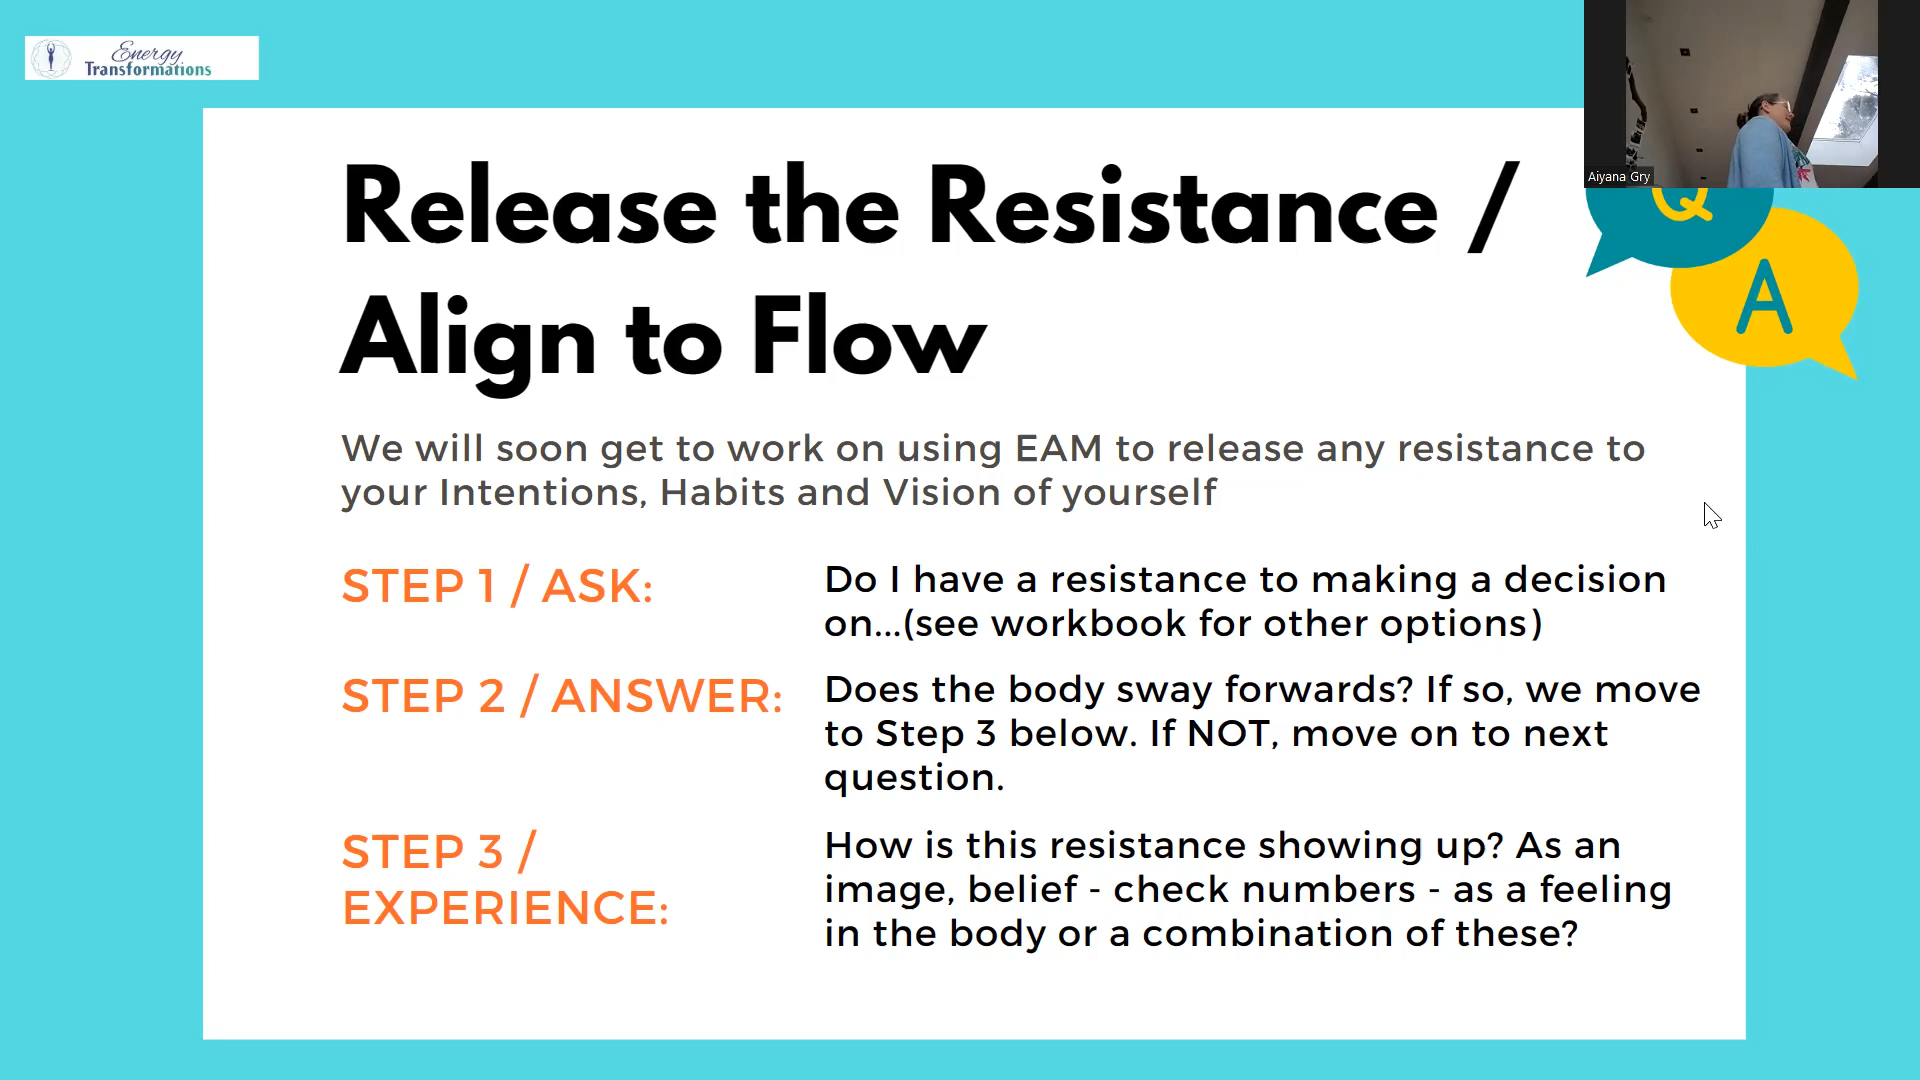 Energy
Transformations
Aiyana Gry
Release the Resistance /
Align to Flow
Q
A
We will soon get to work on using EAM to release any resistance to
your Intentions, Habits and Vision of yourself
STEP 1 / ASK:
Do I have a resistance to making a decision
on...(see workbook for other options)
STEP 2 / ANSWER:
Does the body sway forwards? If so, we move
to Step 3 below. If NOT, move on to next
question.
STEP 3 /
EXPERIENCE:
How is this resistance showing up? As an
image, belief - check numbers - as a feeling
in the body or a combination of these?